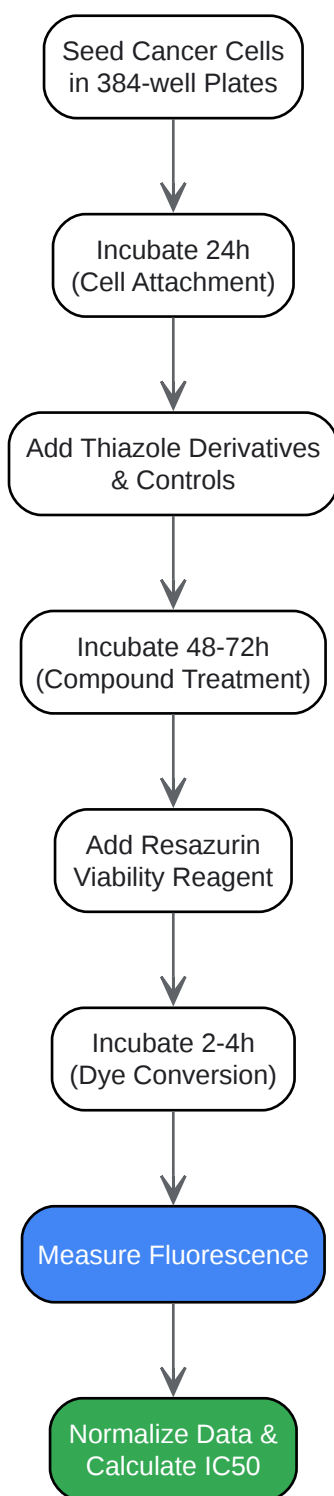 Seed Cancer Cells
in 384-well Plates
Incubate 24h
(Cell Attachment)
Add Thiazole Derivatives
& Controls
Incubate 48-72h
(Compound Treatment)
Add Resazurin
Viability Reagent
Incubate 2-4h
(Dye Conversion)
Measure Fluorescence
Normalize Data &
Calculate IC50